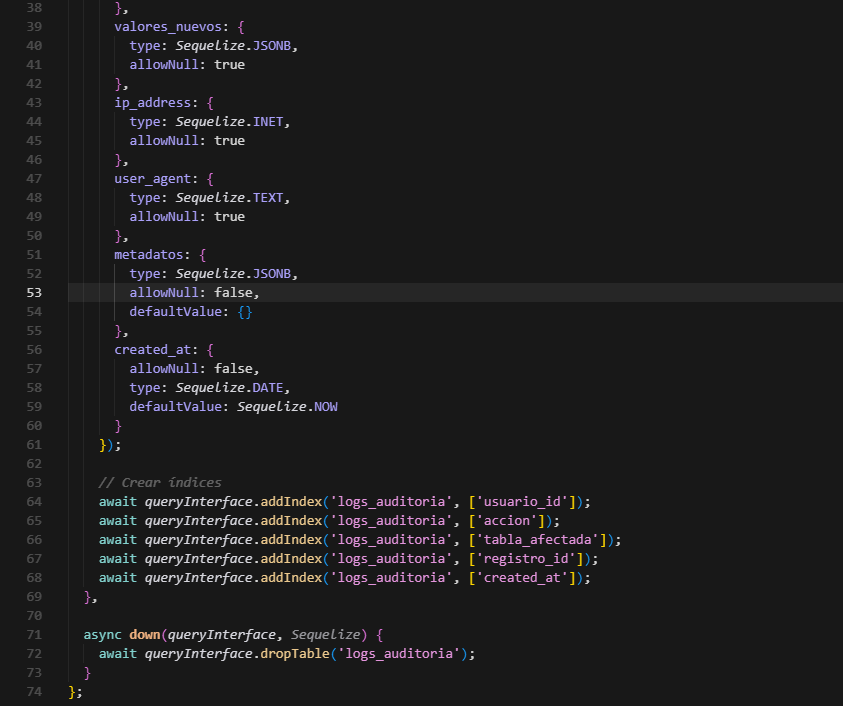 38 },
39 valores_nuevos: {
40 type: Sequelize.JSONB,
41 allowNull: true
42 },
43 ip_address: {
44 type: Sequelize.INET,
45 allowNull: true
46 },
47 user_agent: {
48 type: Sequelize.TEXT,
49 allowNull: true
50 },
51 metadatos: {
52 type: Sequelize.JSONB,
53 allowNull: false,
54 defaultValue: {}
55 },
56 created_at: {
57 allowNull: false,
58 type: Sequelize.DATE,
59 defaultValue: Sequelize.NOW
60 }
61 });
62
63 // Crear índices
64 await queryInterface.addIndex('logs_auditoria', ['usuario_id']);
65 await queryInterface.addIndex('logs_auditoria', ['accion']);
66 await queryInterface.addIndex('logs_auditoria', ['tabla_afectada']);
67 await queryInterface.addIndex('logs_auditoria', ['registro_id']);
68 await queryInterface.addIndex('logs_auditoria', ['created_at']);
69 },
70
71 async down(queryInterface, Sequelize) {
72 await queryInterface.dropTable('logs_auditoria');
73 }
74 };